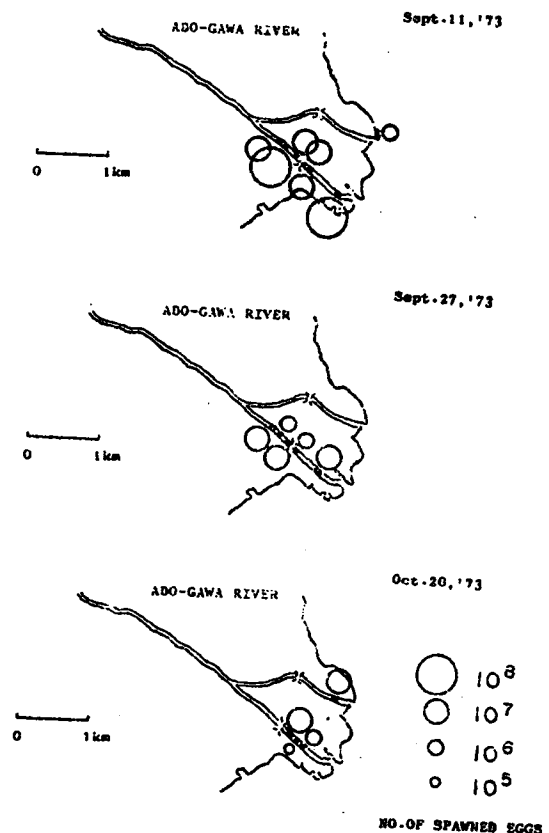 ADO-GAWA RIVER
Sept.11,'73
0 1km
ADO-GAWA RIVER
Sept.27,'73
0 1km
ADO-GAWA RIVER
Oct.20,'73
0 1km
10⁸
10⁷
10⁶
10⁵
NO.OF SPAWNED EGGS